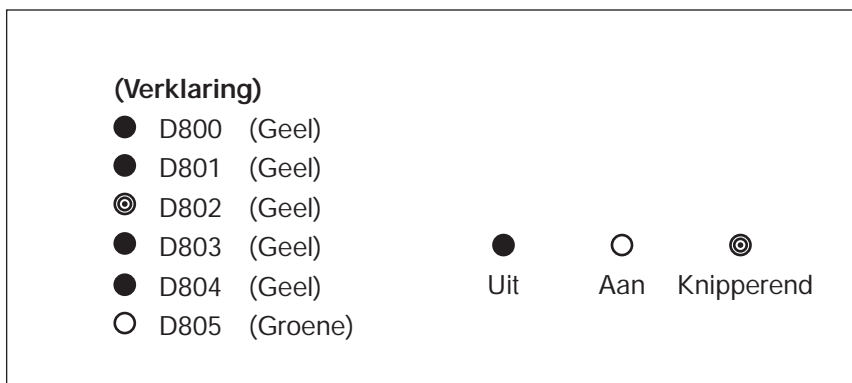 (Verklaring)
D800 (Geel)
D801 (Geel)
D802 (Geel)
D803 (Geel)
D804 (Geel)
D805 (Groene)
Uit Aan Knipperend